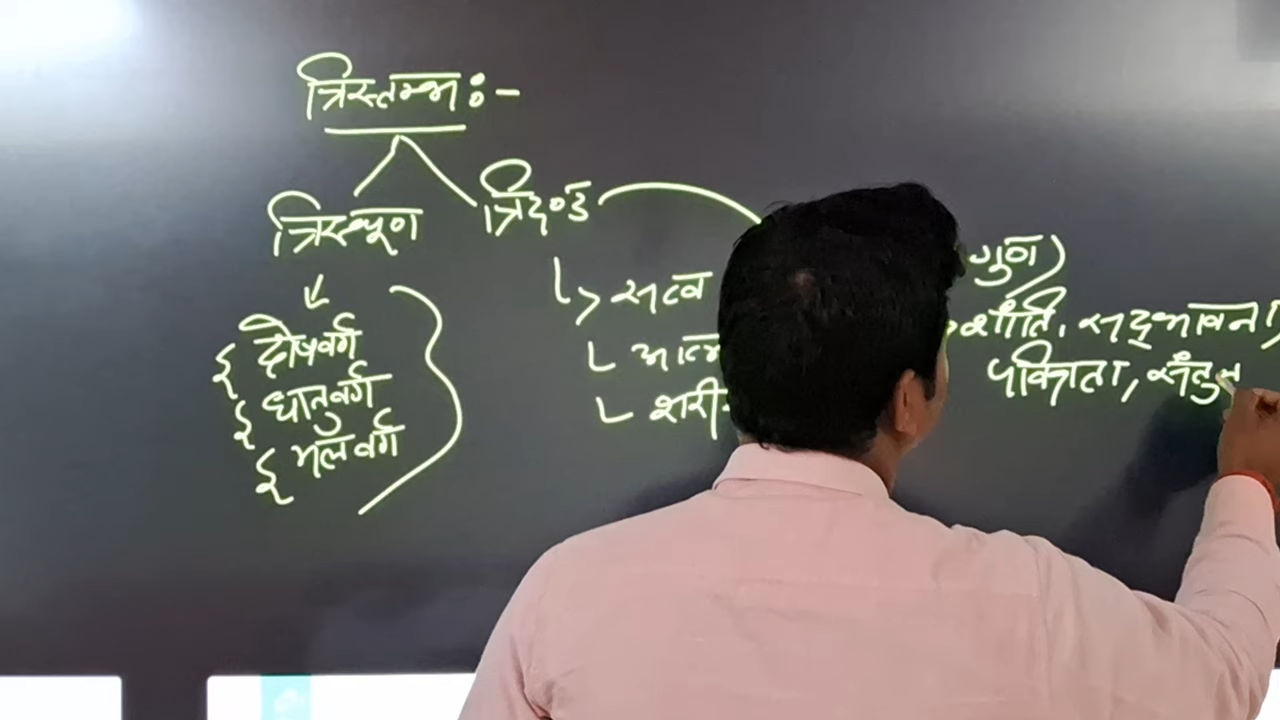 त्रिस्तम्भ :-
त्रिस्थूण
त्रिदण्ड
दोषवर्ग
धातुवर्ग
मलवर्ग
सत्व
गुण)
शांति, सद्भावना,
पवित्रता,